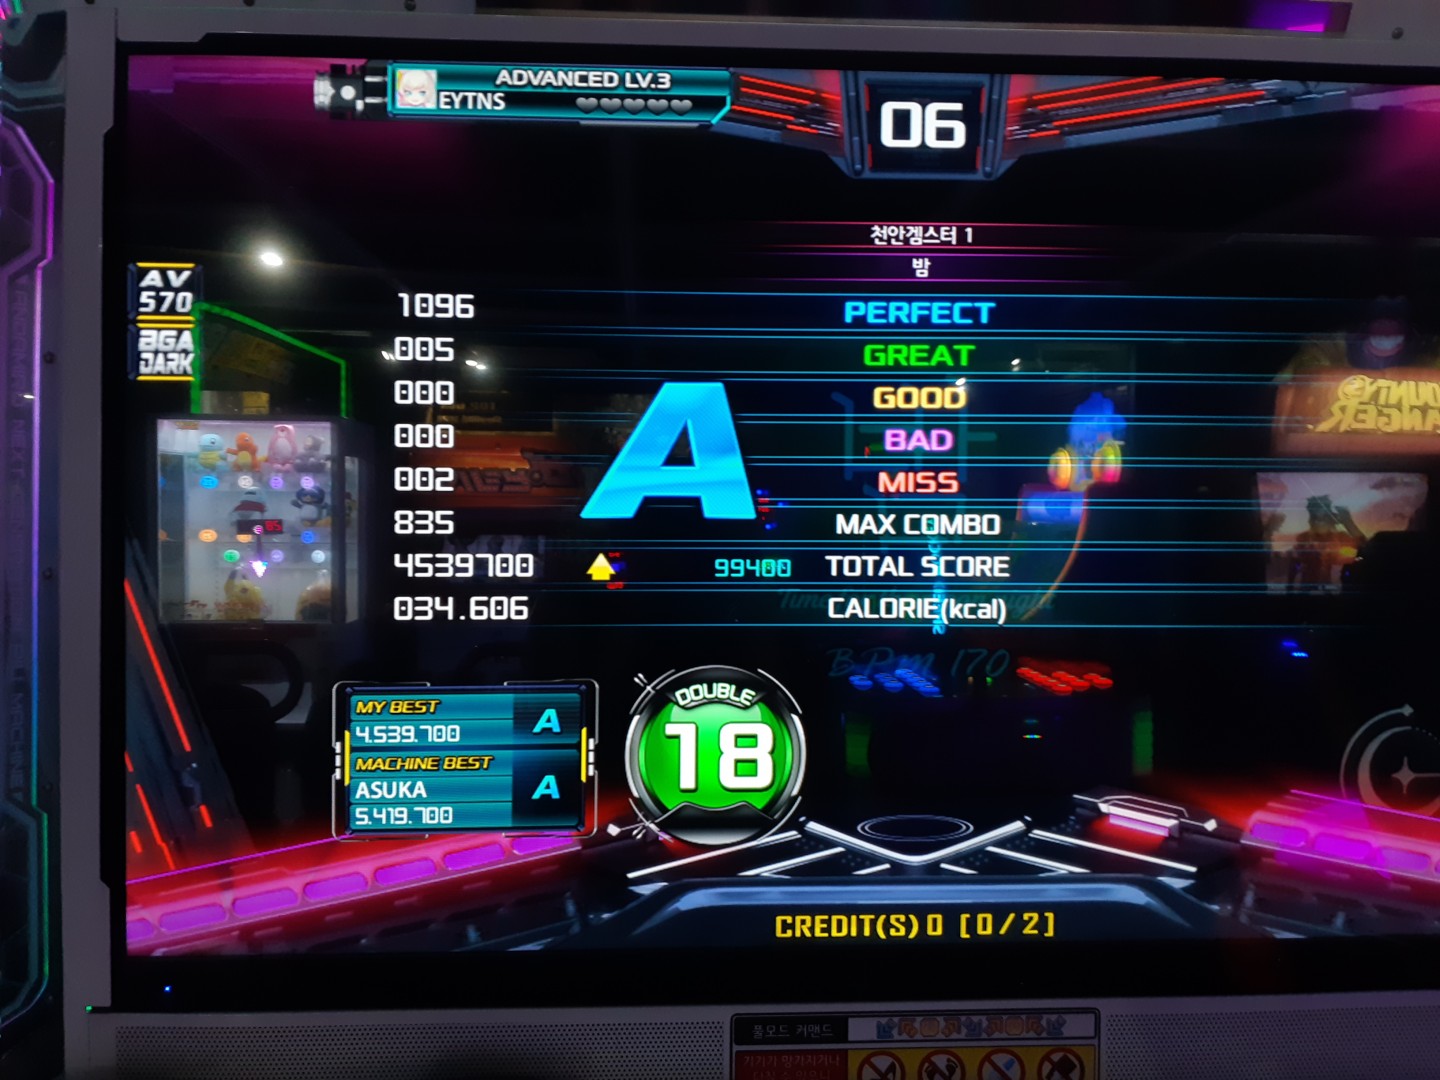 ADVANCED LV.3
EYTNS
06
천안겜스터 1
밤
AV
570
BGA
DARK
1096 PERFECT
005 GREAT
000 GOOD
000 BAD
002 MISS
835 MAX COMBO
4539700 99400 TOTAL SCORE
034.606 CALORIE(kcal)
A
BPM 170
MY BEST
4.539.700 A
MACHINE BEST
ASUKA A
5.419.700
DOUBLE
18
CREDIT(S) 0 [0/2]
풀모드 커맨드